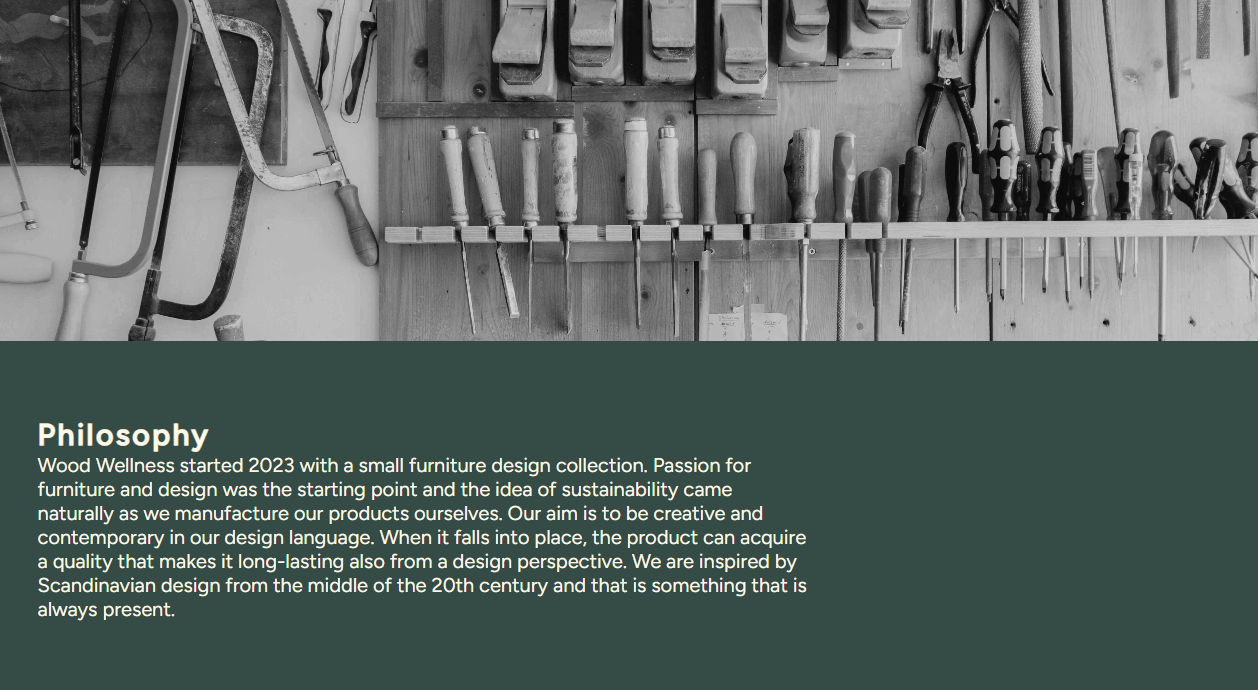 Philosophy
Wood Wellness started 2023 with a small furniture design collection. Passion for
furniture and design was the starting point and the idea of sustainability came
naturally as we manufacture our products ourselves. Our aim is to be creative and
contemporary in our design language. When it falls into place, the product can acquire
a quality that makes it long-lasting also from a design perspective. We are inspired by
Scandinavian design from the middle of the 20th century and that is something that is
always present.